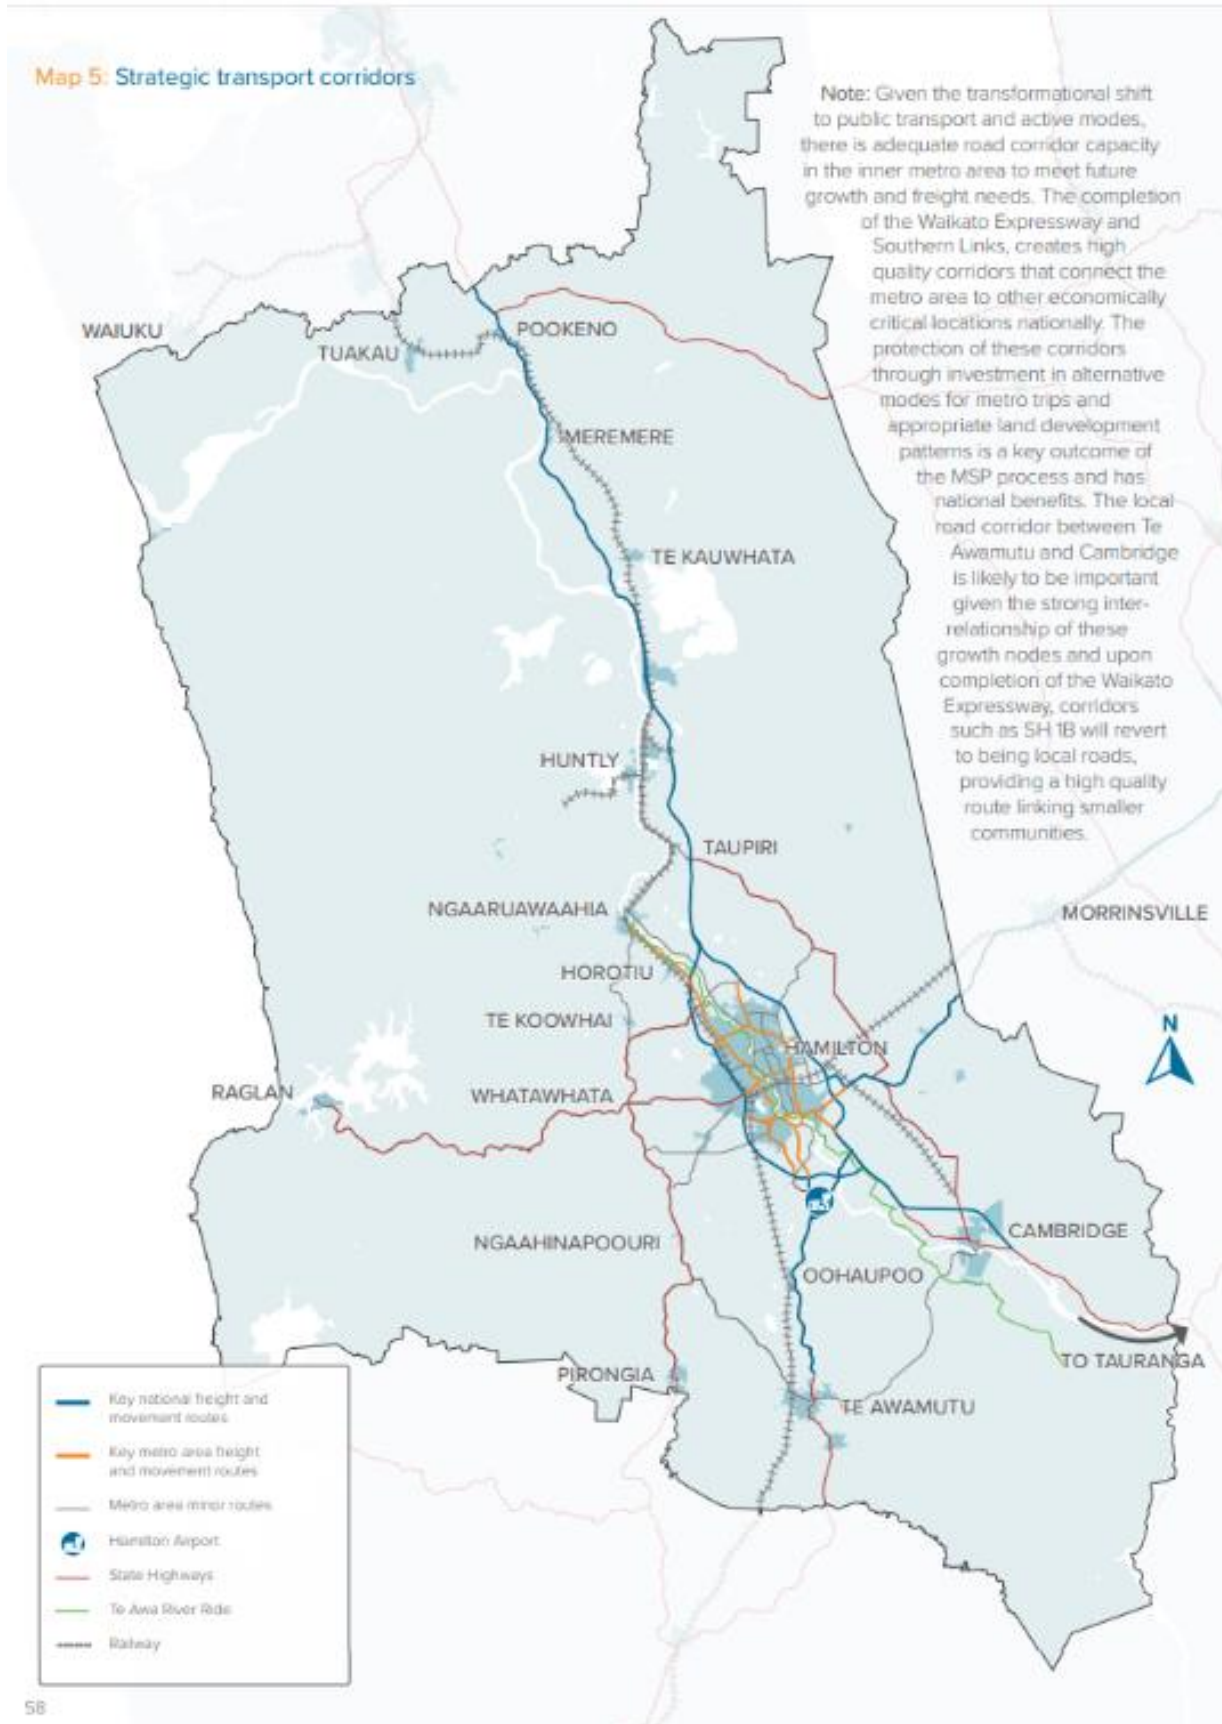 Map 5: Strategic transport corridors
Note: Given the transformational shift
to public transport and active modes,
there is adequate road corridor capacity
in the inner metro area to meet future
growth and freight needs. The completion
of the Waikato Expressway and
Southern Links, creates high
quality corridors that connect the
metro area to other economically
critical locations nationally. The
protection of these corridors
through investment in alternative
modes for metro trips and
appropriate land development
patterns is a key outcome of
the MSP process and has
national benefits. The local
road corridor between Te
Awamutu and Cambridge
is likely to be important
given the strong inter-
relationship of these
growth nodes and upon
completion of the Waikato
Expressway, corridors
such as SH 1B will revert
to being local roads,
providing a high quality
route linking smaller
communities.
WAIUKU
TUAKAU
POOKENO
MEREMERE
TE KAUWHATA
HUNTLY
TAUPIRI
NGAARUAWAAHIA
MORRINSVILLE
HOROTIU
TE KOOWHAI
N
HAMILTON
RAGLAN
WHATAWHATA
CAMBRIDGE
NGAAHINAPOOURI
OOHAUPOO
TO TAURANGA
PIRONGIA
TE AWAMUTU
Key national freight and
movement routes
Key metro area freight
and movement routes
Metro area minor routes
Hamilton Airport
State Highways
Te Awa River Ride
Railway
58